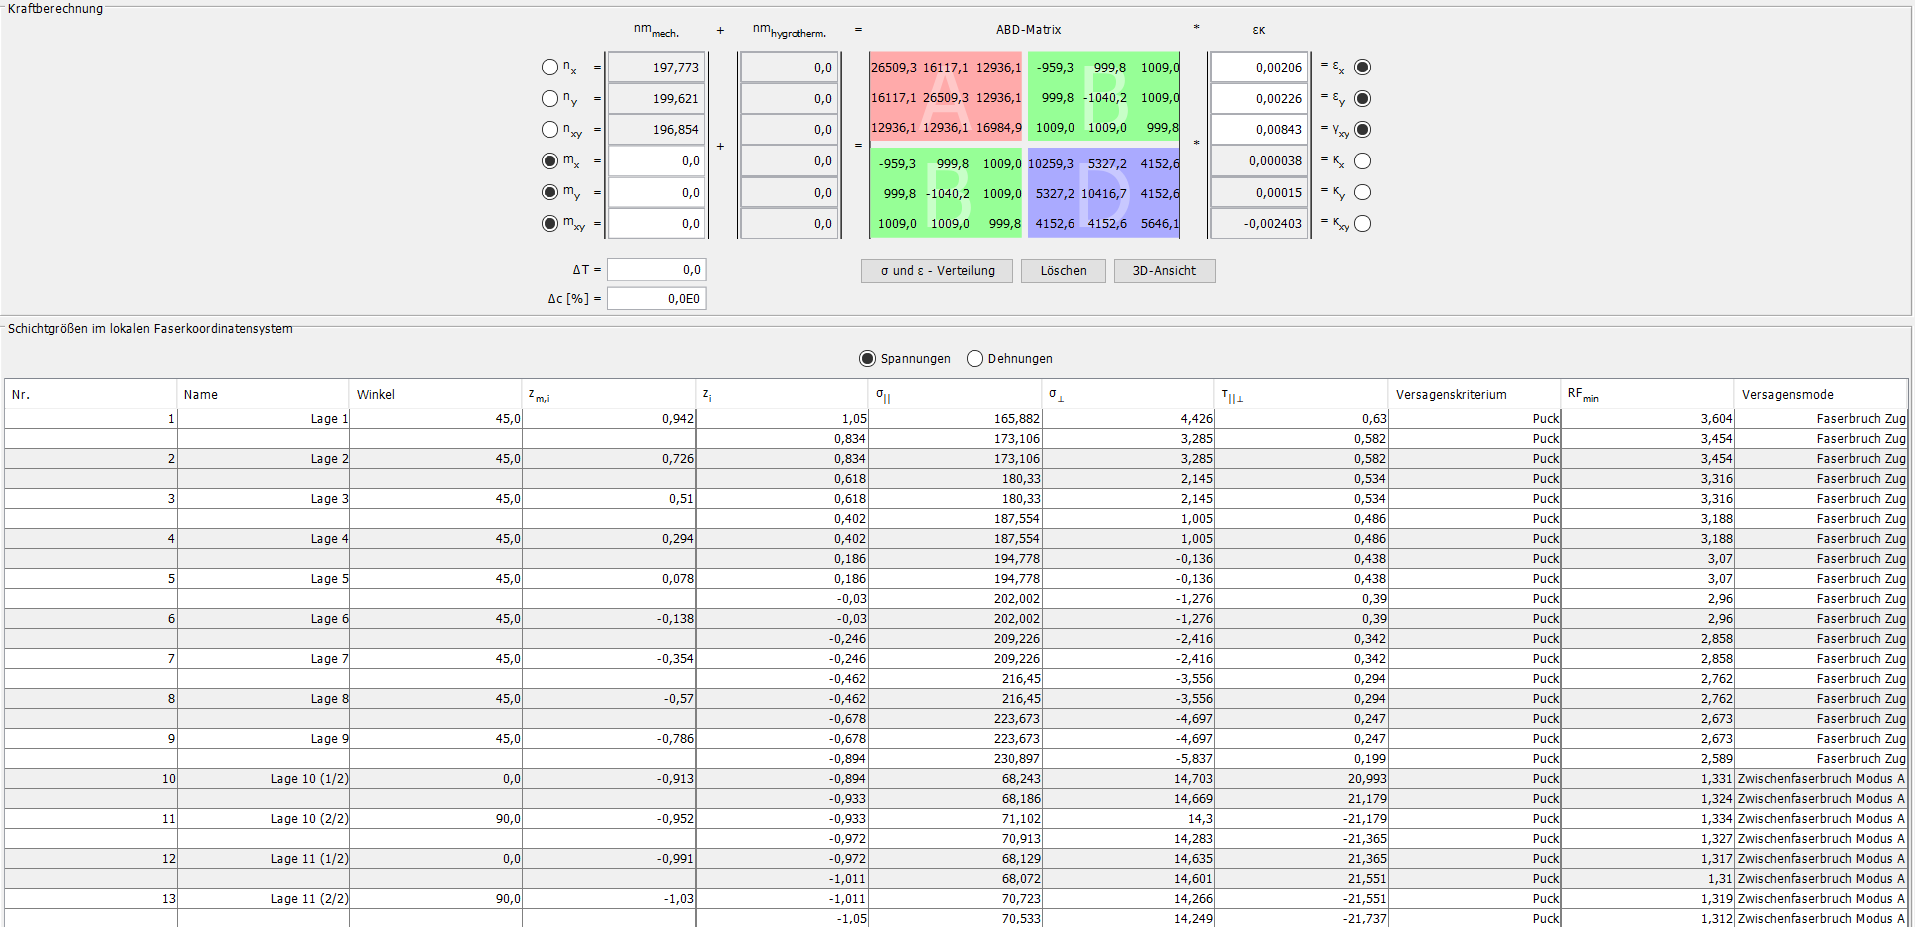 Kraftberechnung
nm mech. + nm hygrotherm. = ABD-Matrix * εκ
n x = 197,773 0,0 26509,3 16117,1 12936,1 -959,3 999,8 1009,0 0,00206 = ε x
n y = 199,621 0,0 16117,1 26509,3 12936,1 999,8 -1040,2 1009,0 0,00226 = ε y
n xy = 196,854 0,0 12936,1 12936,1 16984,9 1009,0 1009,0 999,8 0,00843 = γ xy
+ = *
m x = 0,0 0,0 -959,3 999,8 1009,0 10259,3 5327,2 4152,6 0,000038 = κ x
m y = 0,0 0,0 999,8 -1040,2 1009,0 5327,2 10416,7 4152,6 0,00015 = κ y
m xy = 0,0 0,0 1009,0 1009,0 999,8 4152,6 4152,6 5646,1 -0,002403 = κ xy
A B
B D
ΔT = 0,0 σ und ε - Verteilung Löschen 3D-Ansicht
Δc [%] = 0,0E0
Schichtgrößen im lokalen Faserkoordinatensystem
Spannungen Dehnungen
Nr. Name Winkel z m,i z i σ || σ ⊥ τ ||⊥ Versagenskriterium RF min Versagensmode
1 Lage 1 45,0 0,942 1,05 165,882 4,426 0,63 Puck 3,604 Faserbruch Zug
0,834 173,106 3,285 0,582 Puck 3,454 Faserbruch Zug
2 Lage 2 45,0 0,726 0,834 173,106 3,285 0,582 Puck 3,454 Faserbruch Zug
0,618 180,33 2,145 0,534 Puck 3,316 Faserbruch Zug
3 Lage 3 45,0 0,51 0,618 180,33 2,145 0,534 Puck 3,316 Faserbruch Zug
0,402 187,554 1,005 0,486 Puck 3,188 Faserbruch Zug
4 Lage 4 45,0 0,294 0,402 187,554 1,005 0,486 Puck 3,188 Faserbruch Zug
0,186 194,778 -0,136 0,438 Puck 3,07 Faserbruch Zug
5 Lage 5 45,0 0,078 0,186 194,778 -0,136 0,438 Puck 3,07 Faserbruch Zug
-0,03 202,002 -1,276 0,39 Puck 2,96 Faserbruch Zug
6 Lage 6 45,0 -0,138 -0,03 202,002 -1,276 0,39 Puck 2,96 Faserbruch Zug
-0,246 209,226 -2,416 0,342 Puck 2,858 Faserbruch Zug
7 Lage 7 45,0 -0,354 -0,246 209,226 -2,416 0,342 Puck 2,858 Faserbruch Zug
-0,462 216,45 -3,556 0,294 Puck 2,762 Faserbruch Zug
8 Lage 8 45,0 -0,57 -0,462 216,45 -3,556 0,294 Puck 2,762 Faserbruch Zug
-0,678 223,673 -4,697 0,247 Puck 2,673 Faserbruch Zug
9 Lage 9 45,0 -0,786 -0,678 223,673 -4,697 0,247 Puck 2,673 Faserbruch Zug
-0,894 230,897 -5,837 0,199 Puck 2,589 Faserbruch Zug
10 Lage 10 (1/2) 0,0 -0,913 -0,894 68,243 14,703 20,993 Puck 1,331 Zwischenfaserbruch Modus A
-0,933 68,186 14,669 21,179 Puck 1,324 Zwischenfaserbruch Modus A
11 Lage 10 (2/2) 90,0 -0,952 -0,933 71,102 14,3 -21,179 Puck 1,334 Zwischenfaserbruch Modus A
-0,972 70,913 14,283 -21,365 Puck 1,327 Zwischenfaserbruch Modus A
12 Lage 11 (1/2) 0,0 -0,991 -0,972 68,129 14,635 21,365 Puck 1,317 Zwischenfaserbruch Modus A
-1,011 68,072 14,601 21,551 Puck 1,31 Zwischenfaserbruch Modus A
13 Lage 11 (2/2) 90,0 -1,03 -1,011 70,723 14,266 -21,551 Puck 1,319 Zwischenfaserbruch Modus A
-1,05 70,533 14,249 -21,737 Puck 1,312 Zwischenfaserbruch Modus A